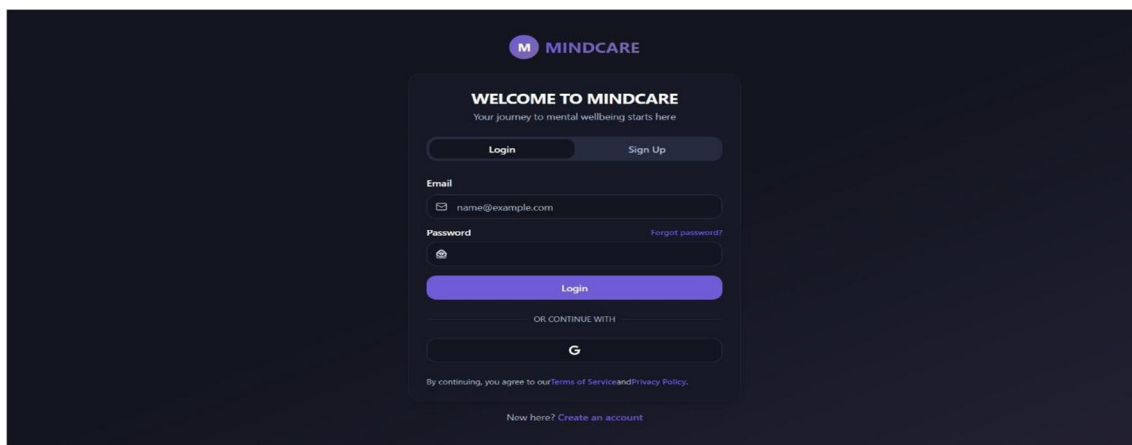 M MINDCARE
WELCOME TO MINDCARE
Your journey to mental wellbeing starts here
Login Sign Up
Email
name@example.com
Password Forgot password?
Login
OR CONTINUE WITH
G
By continuing, you agree to ourTerms of ServiceandPrivacy Policy.
New here? Create an account